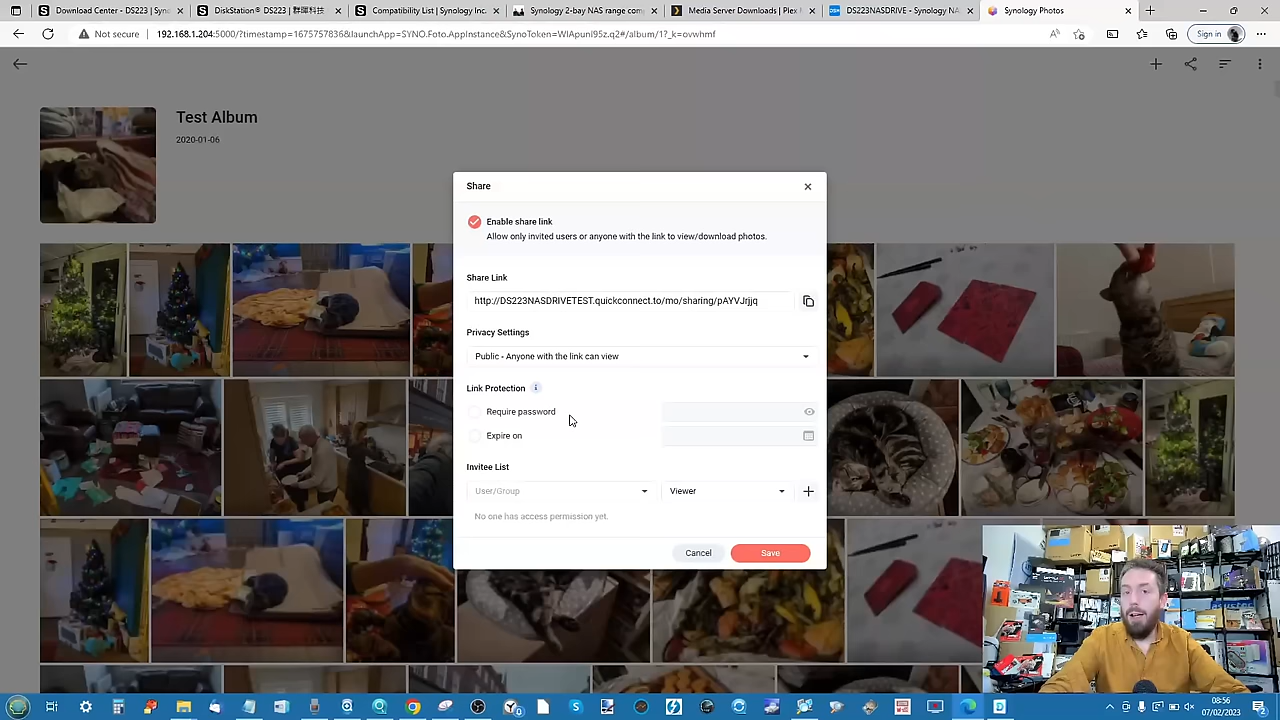 Download Center - DS223 | Syn
DiskStation® DS223 | 群暉科技
Compatibility List | Synology Inc.
Synology 2-bay NAS range com
Media Server Downloads | Plex
DS223NASDRIVE - Synology NA
Synology Photos
Not secure
192.168.1.204:5000/?timestamp=1675757836&launchApp=SYNO.Foto.AppInstance&SynoToken=WlApuni95z.q2#/album/1?_k=ovwhmf
Sign in
Test Album
2020-01-06
Share
Enable share link
Allow only invited users or anyone with the link to view/download photos.
Share Link
http://DS223NASDRIVETEST.quickconnect.to/mo/sharing/pAYVJrjjq
Privacy Settings
Public - Anyone with the link can view
Link Protection
Require password
Expire on
Invitee List
User/Group
Viewer
No one has access permission yet.
Cancel
Save
08:56
07/02/2023